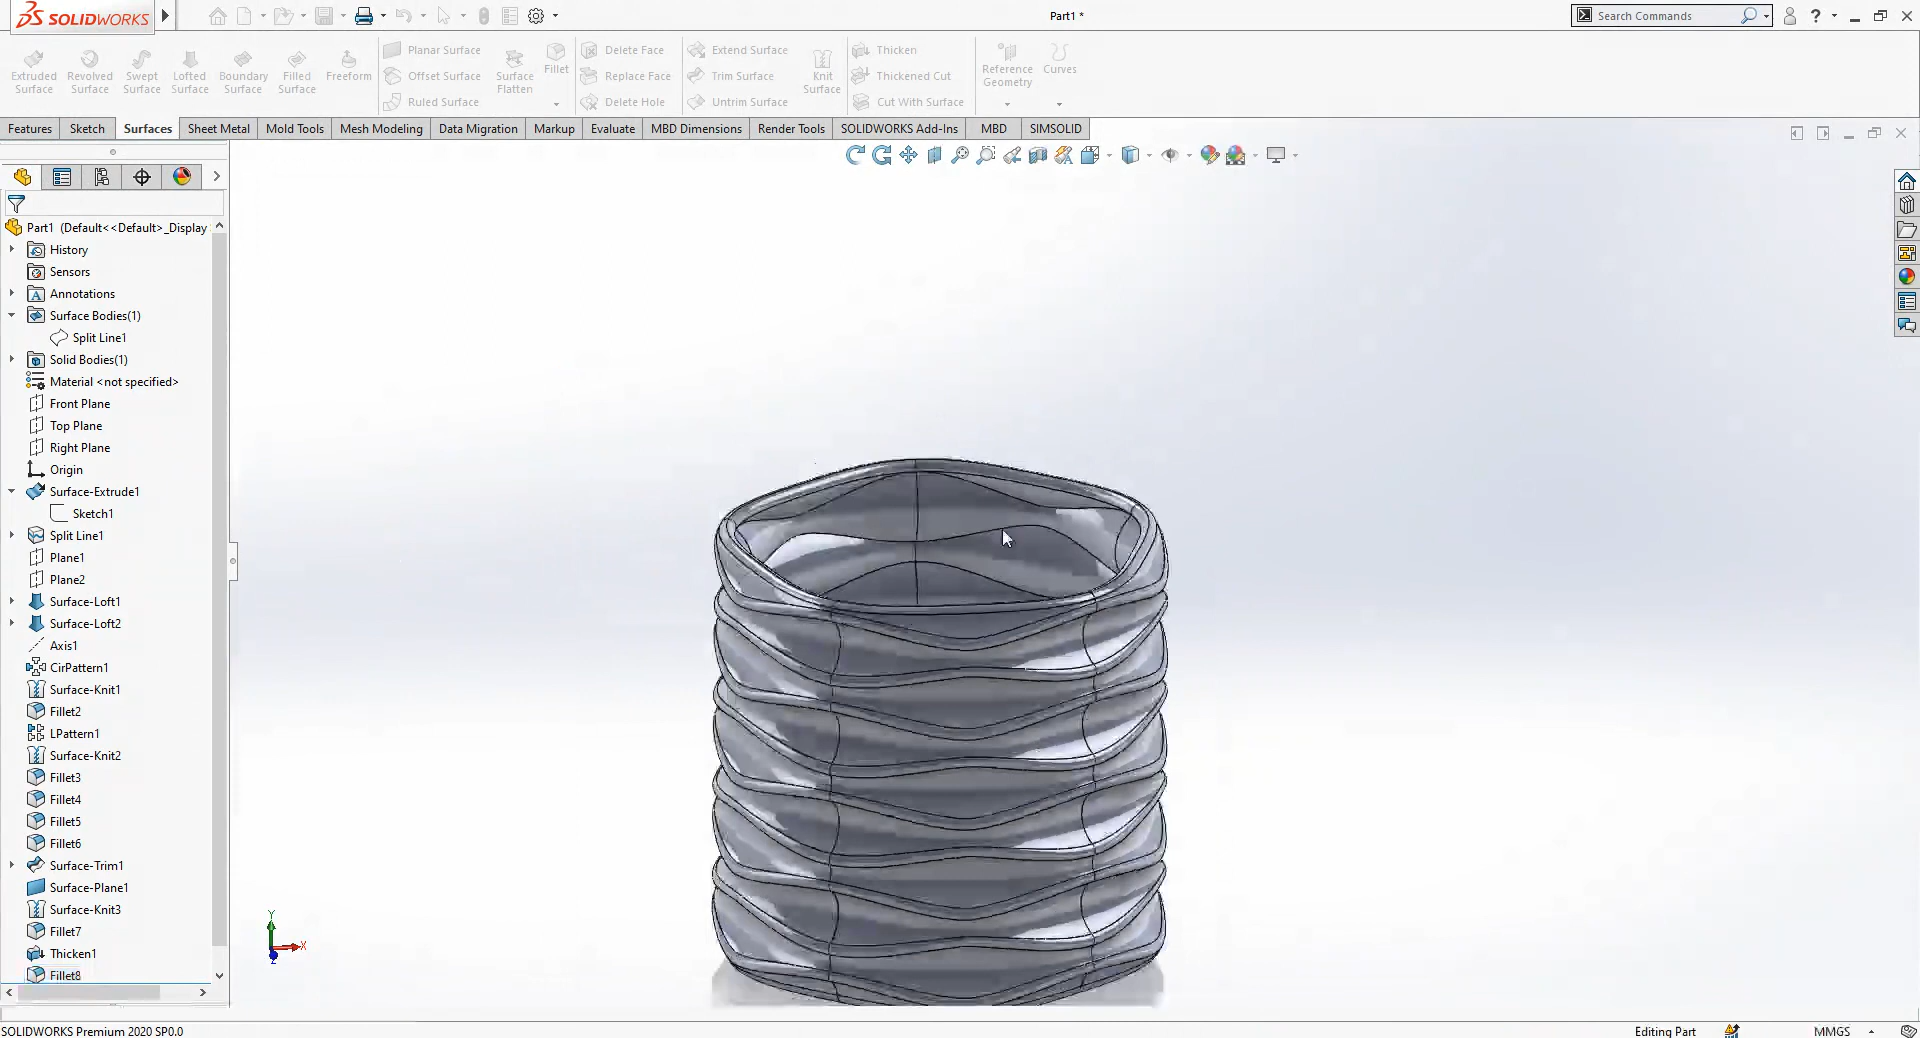 SOLIDWORKS
Part1 *
Search Commands
Extruded Surface
Revolved Surface
Swept Surface
Lofted Surface
Boundary Surface
Filled Surface
Freeform
Planar Surface
Offset Surface
Ruled Surface
Surface Flatten
Fillet
Delete Face
Replace Face
Delete Hole
Extend Surface
Trim Surface
Untrim Surface
Knit Surface
Thicken
Thickened Cut
Cut With Surface
Reference Geometry
Curves
Features
Sketch
Surfaces
Sheet Metal
Mold Tools
Mesh Modeling
Data Migration
Markup
Evaluate
MBD Dimensions
Render Tools
SOLIDWORKS Add-Ins
MBD
SIMSOLID
Part1 (Default<<Default>_Display
History
Sensors
Annotations
Surface Bodies(1)
Split Line1
Solid Bodies(1)
Material <not specified>
Front Plane
Top Plane
Right Plane
Origin
Surface-Extrude1
Sketch1
Split Line1
Plane1
Plane2
Surface-Loft1
Surface-Loft2
Axis1
CirPattern1
Surface-Knit1
Fillet2
LPattern1
Surface-Knit2
Fillet3
Fillet4
Fillet5
Fillet6
Surface-Trim1
Surface-Plane1
Surface-Knit3
Fillet7
Thicken1
Fillet8
Y
X
Z
SOLIDWORKS Premium 2020 SP0.0
Editing Part
MMGS